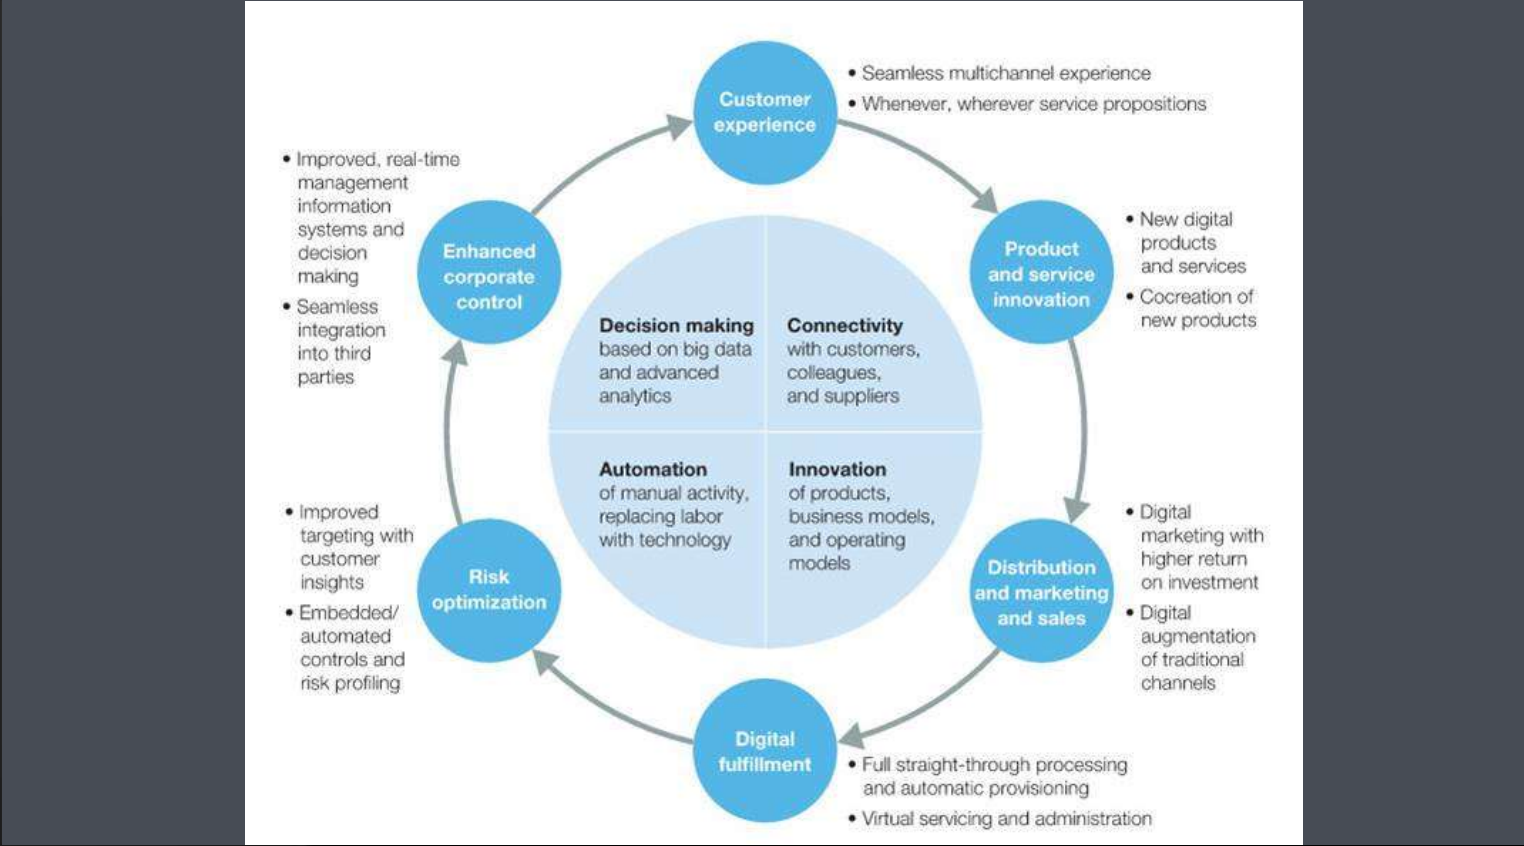 Customer
experience
• Seamless multichannel experience
• Whenever, wherever service propositions
Product
and service
innovation
• New digital
products
and services
• Cocreation of
new products
Distribution
and marketing
and sales
• Digital
marketing with
higher return
on investment
• Digital
augmentation
of traditional
channels
Digital
fulfillment
• Full straight-through processing
and automatic provisioning
• Virtual servicing and administration
Risk
optimization
• Improved
targeting with
customer
insights
• Embedded/
automated
controls and
risk profiling
Enhanced
corporate
control
• Improved, real-time
management
information
systems and
decision
making
• Seamless
integration
into third
parties
Decision making
based on big data
and advanced
analytics
Connectivity
with customers,
colleagues,
and suppliers
Automation
of manual activity,
replacing labor
with technology
Innovation
of products,
business models,
and operating
models